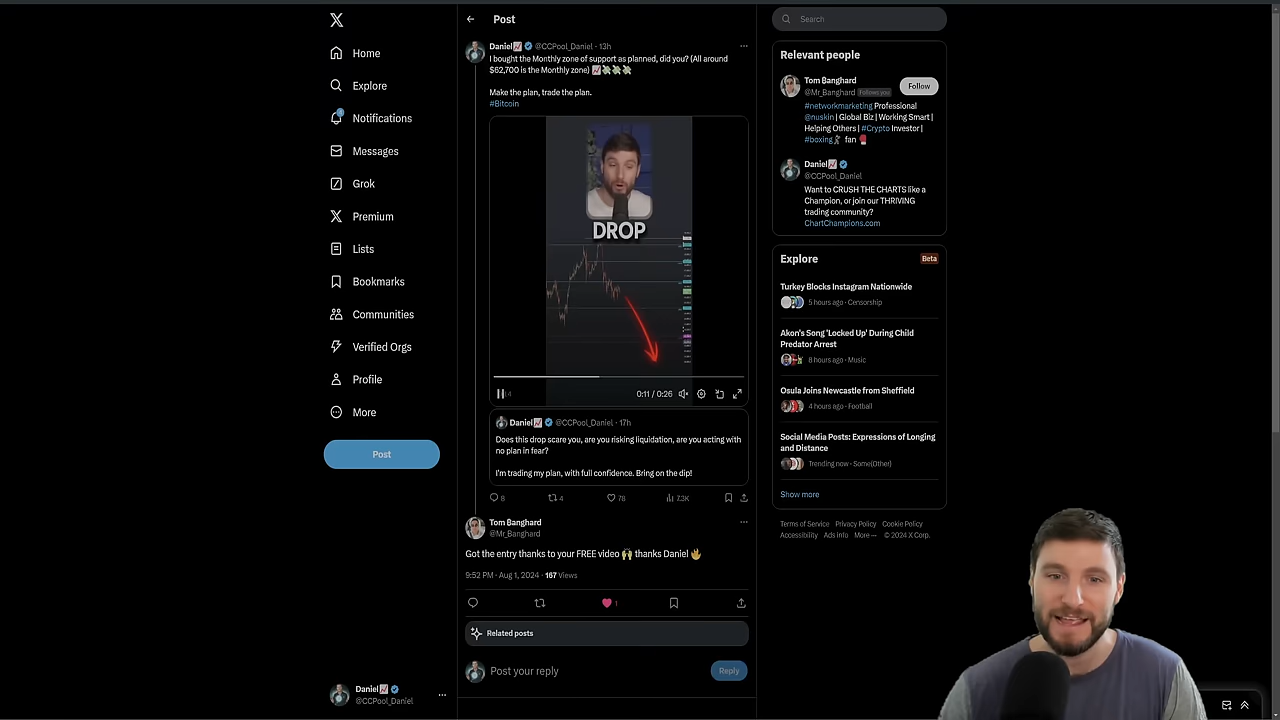 Home
Explore
Notifications
Messages
Grok
Premium
Lists
Bookmarks
Communities
Verified Orgs
Profile
More
Post
Daniel
@CCPool_Daniel
Post
Daniel @CCPool_Daniel · 13h
I bought the Monthly zone of support as planned, did you? (All around
$62,700 is the Monthly zone)
Make the plan, trade the plan.
#Bitcoin
DROP
0:11 / 0:26
Daniel @CCPool_Daniel · 17h
Does this drop scare you, are you risking liquidation, are you acting with
no plan in fear?
I'm trading my plan, with full confidence. Bring on the dip!
8 4 78 7.3K
Tom Banghard
@Mr_Banghard
Got the entry thanks to your FREE video 🙌 thanks Daniel
9:52 PM · Aug 1, 2024 · 167 Views
1
Related posts
Post your reply
Reply
Search
Relevant people
Tom Banghard
@Mr_Banghard Follows you
Follow
#networkmarketing Professional
@nuskin | Global Biz | Working Smart |
Helping Others | #Crypto Investor |
#boxing fan
Daniel
@CCPool_Daniel
Want to CRUSH THE CHARTS like a
Champion, or join our THRIVING
trading community?
ChartChampions.com
Explore
Beta
Turkey Blocks Instagram Nationwide
5 hours ago · Censorship
Akon's Song 'Locked Up' During Child
Predator Arrest
8 hours ago · Music
Osula Joins Newcastle from Sheffield
4 hours ago · Football
Social Media Posts: Expressions of Longing
and Distance
Trending now · Some(Other)
Show more
Terms of Service Privacy Policy Cookie Policy
Accessibility Ads info More ··· © 2024 X Corp.